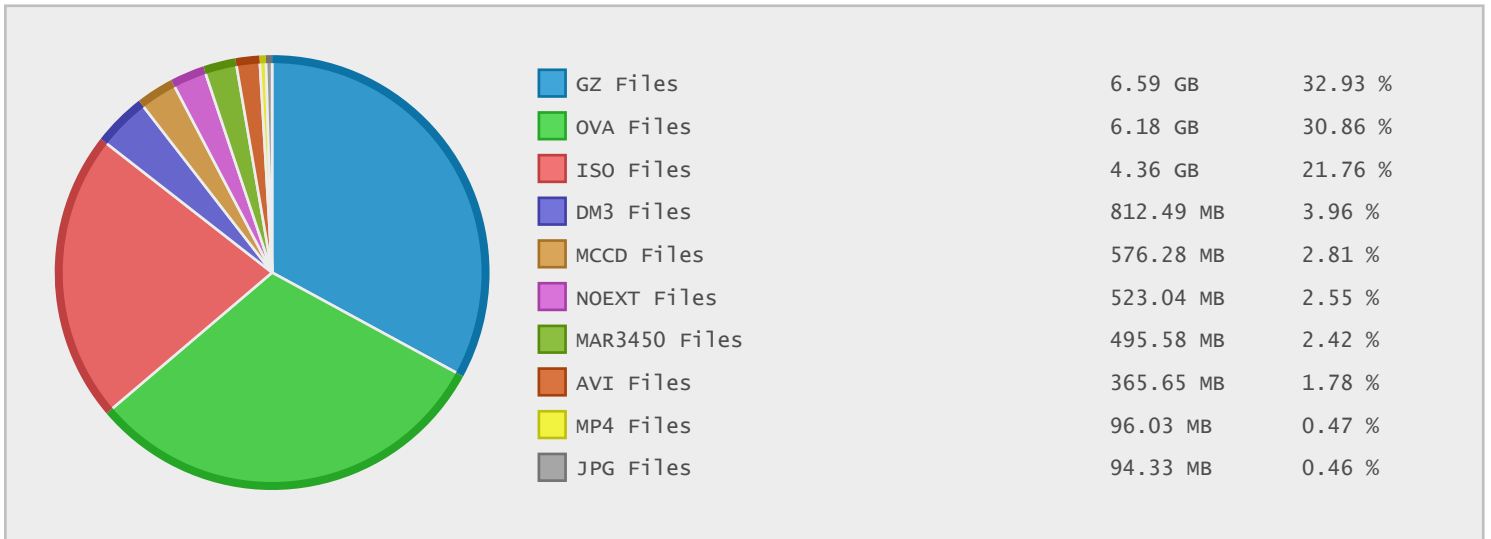 GZ Files 6.59 GB 32.93 %
OVA Files 6.18 GB 30.86 %
ISO Files 4.36 GB 21.76 %
DM3 Files 812.49 MB 3.96 %
MCCD Files 576.28 MB 2.81 %
NOEXT Files 523.04 MB 2.55 %
MAR3450 Files 495.58 MB 2.42 %
AVI Files 365.65 MB 1.78 %
MP4 Files 96.03 MB 0.47 %
JPG Files 94.33 MB 0.46 %